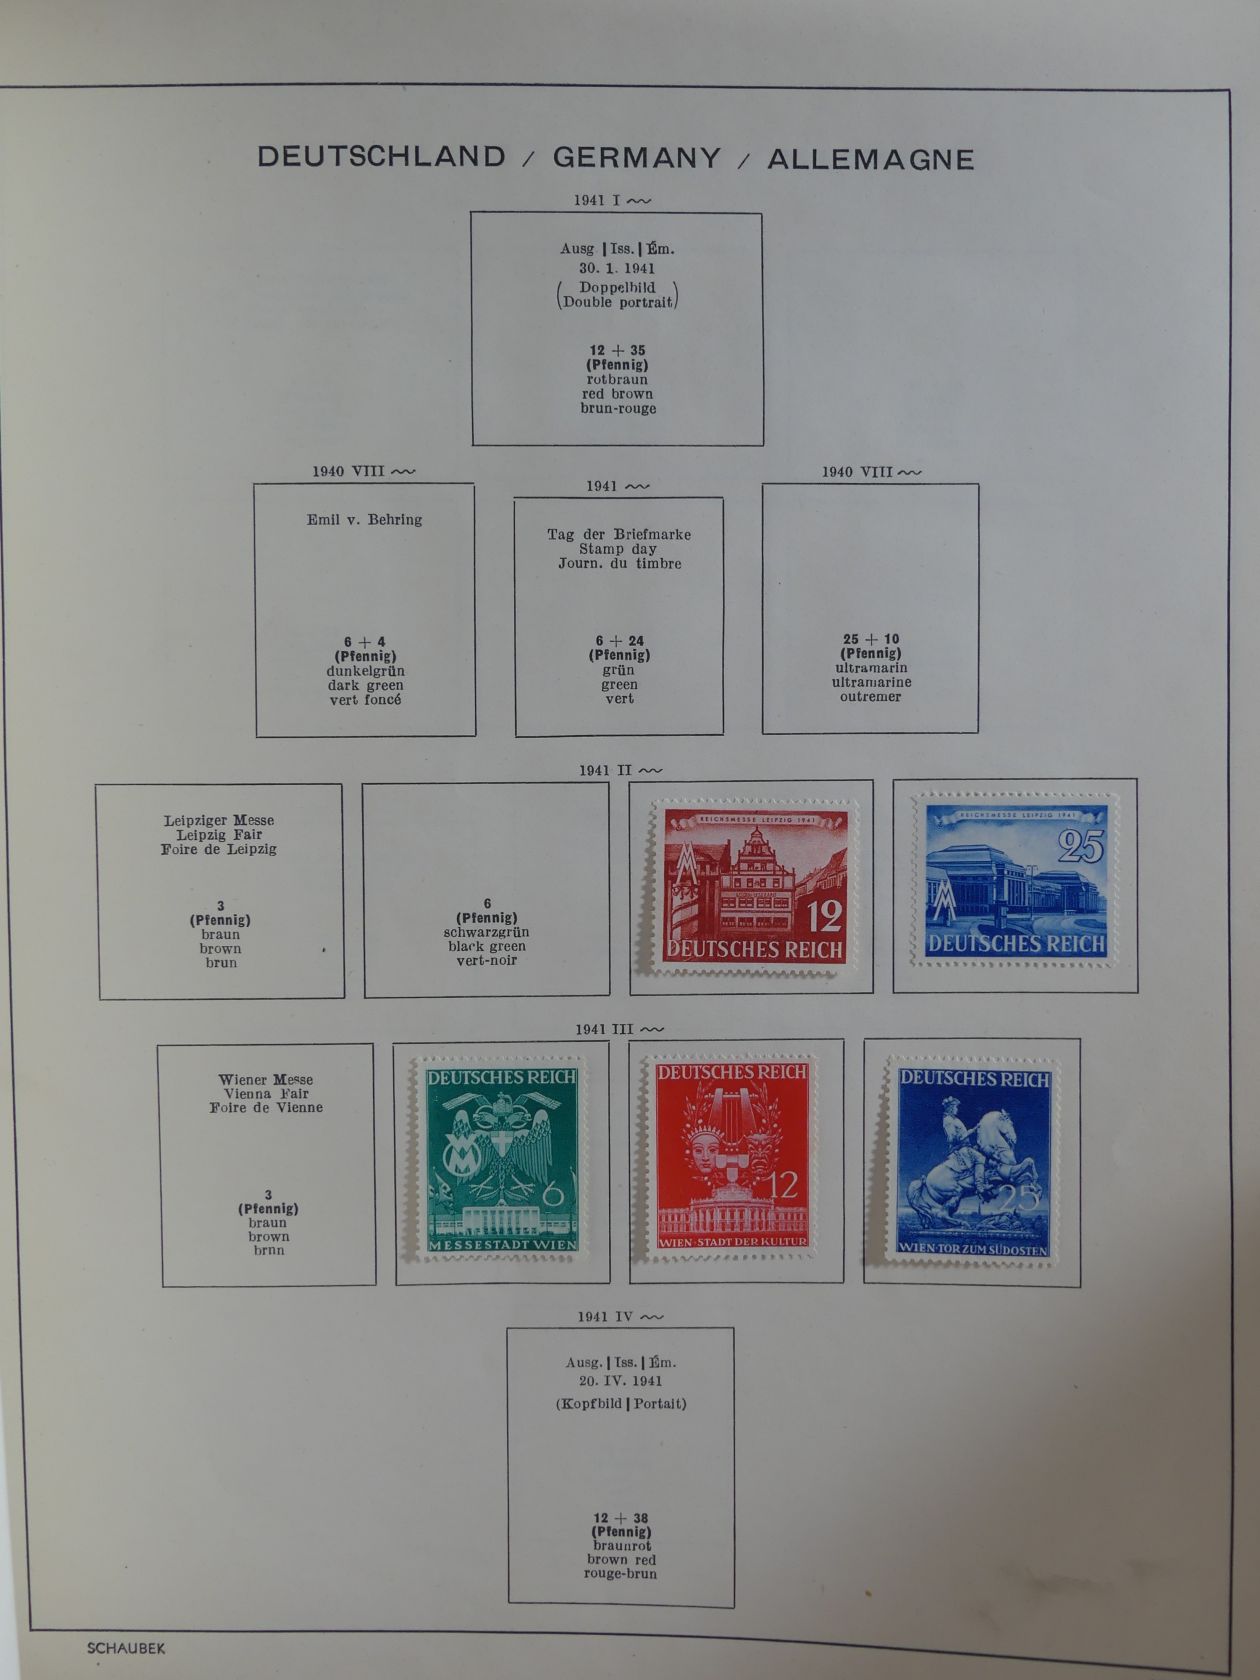 DEUTSCHLAND / GERMANY / ALLEMAGNE
1941 I
Ausg | Iss. | Ém.
30. 1. 1941
(Doppelbild
Double portrait)
12 + 35
(Pfennig)
rotbraun
red brown
brun-rouge
1940 VIII
Emil v. Behring
6 + 4
(Pfennig)
dunkelgrün
dark green
vert foncé
1941
Tag der Briefmarke
Stamp day
Journ. du timbre
6 + 24
(Pfennig)
grün
green
vert
1940 VIII
25 + 10
(Pfennig)
ultramarin
ultramarine
outremer
1941 II
Leipziger Messe
Leipzig Fair
Foire de Leipzig
3
(Pfennig)
braun
brown
brun
6
(Pfennig)
schwarzgrün
black green
vert-noir
REICHSMESSE LEIPZIG 1941
12
DEUTSCHES REICH
REICHSMESSE LEIPZIG 1941
25
DEUTSCHES REICH
1941 III
Wiener Messe
Vienna Fair
Foire de Vienne
3
(Pfennig)
braun
brown
brnn
DEUTSCHES REICH
6
MESSESTADT WIEN
DEUTSCHES REICH
12
WIEN·STADT DER KULTUR
DEUTSCHES REICH
25
WIEN·TOR ZUM SÜDOSTEN
1941 IV
Ausg. | Iss. | Ém.
20. IV. 1941
(Kopfbild | Portait)
12 + 38
(Pfennig)
braunrot
brown red
rouge-brun
SCHAUBEK